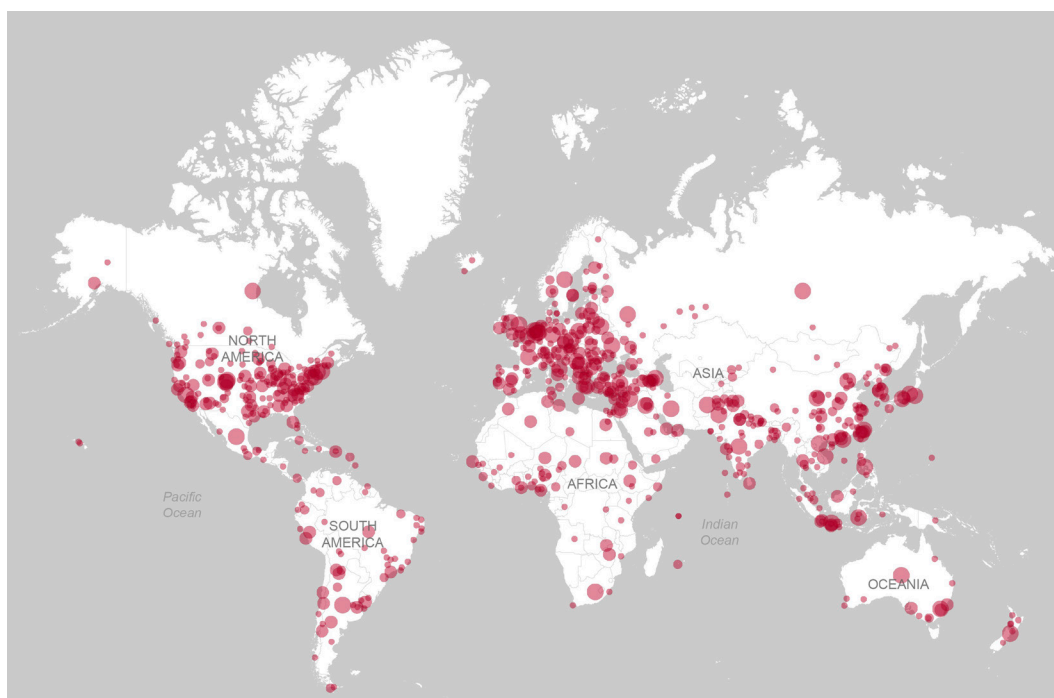 NORTH
AMERICA
ASIA
Pacific
Ocean
AFRICA
SOUTH
AMERICA
Indian
Ocean
OCEANIA